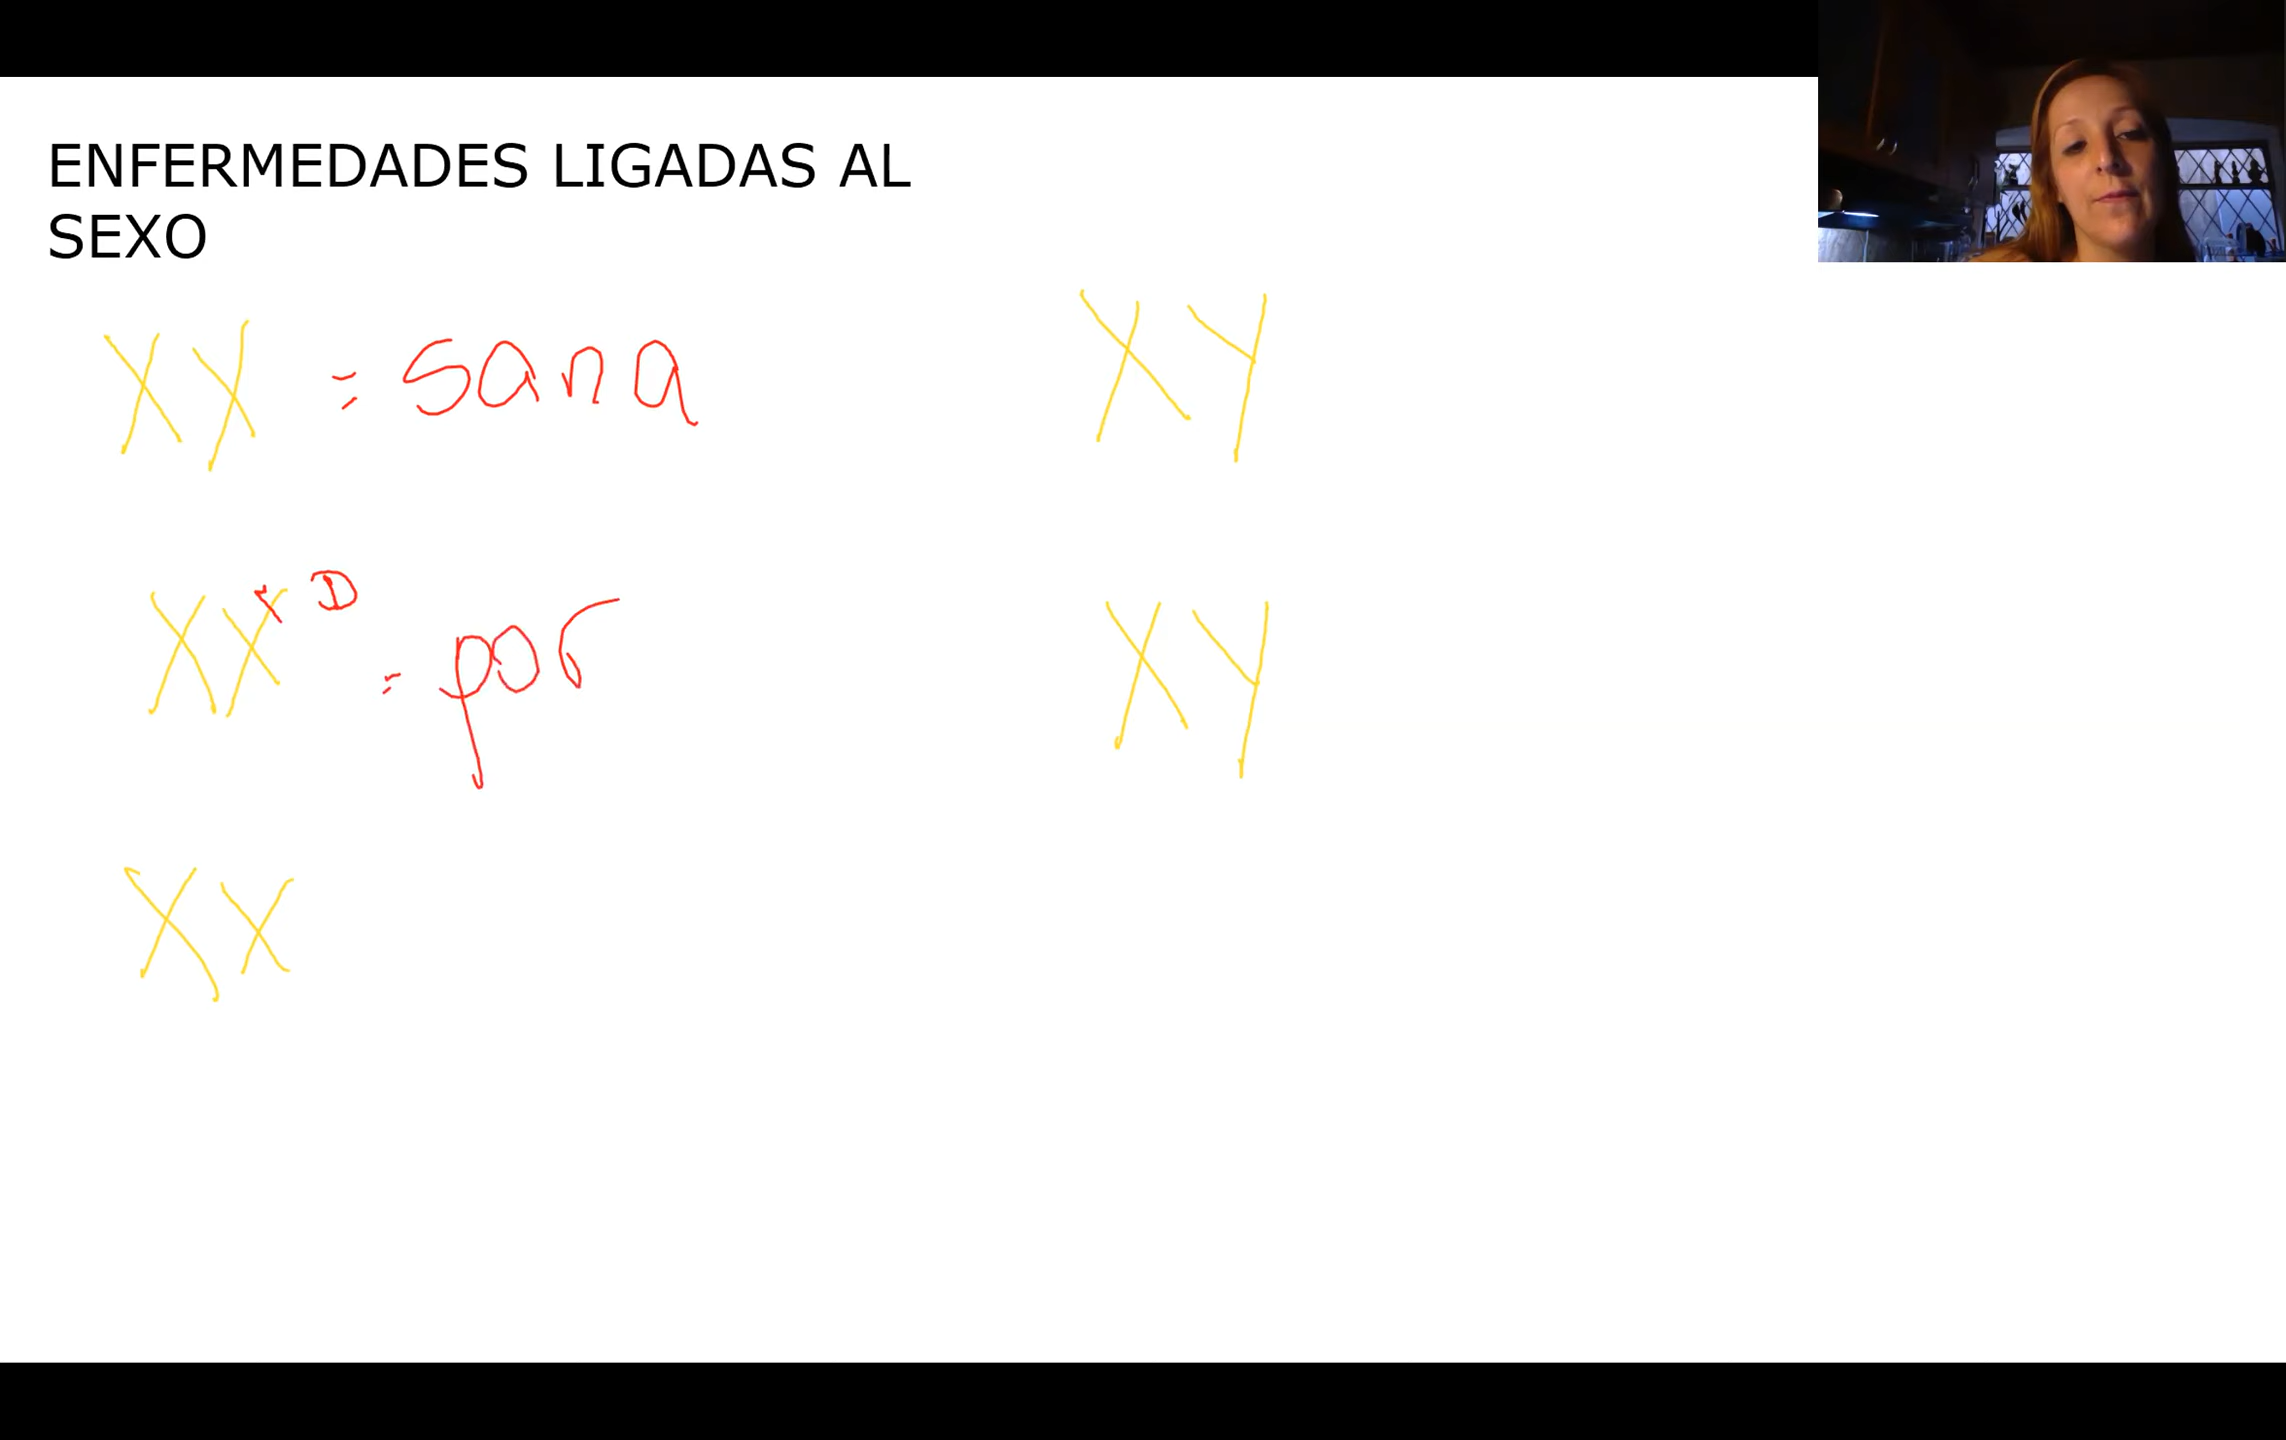 ENFERMEDADES LIGADAS AL
SEXO
XX = sana
XY
XX D = por
XY
XX